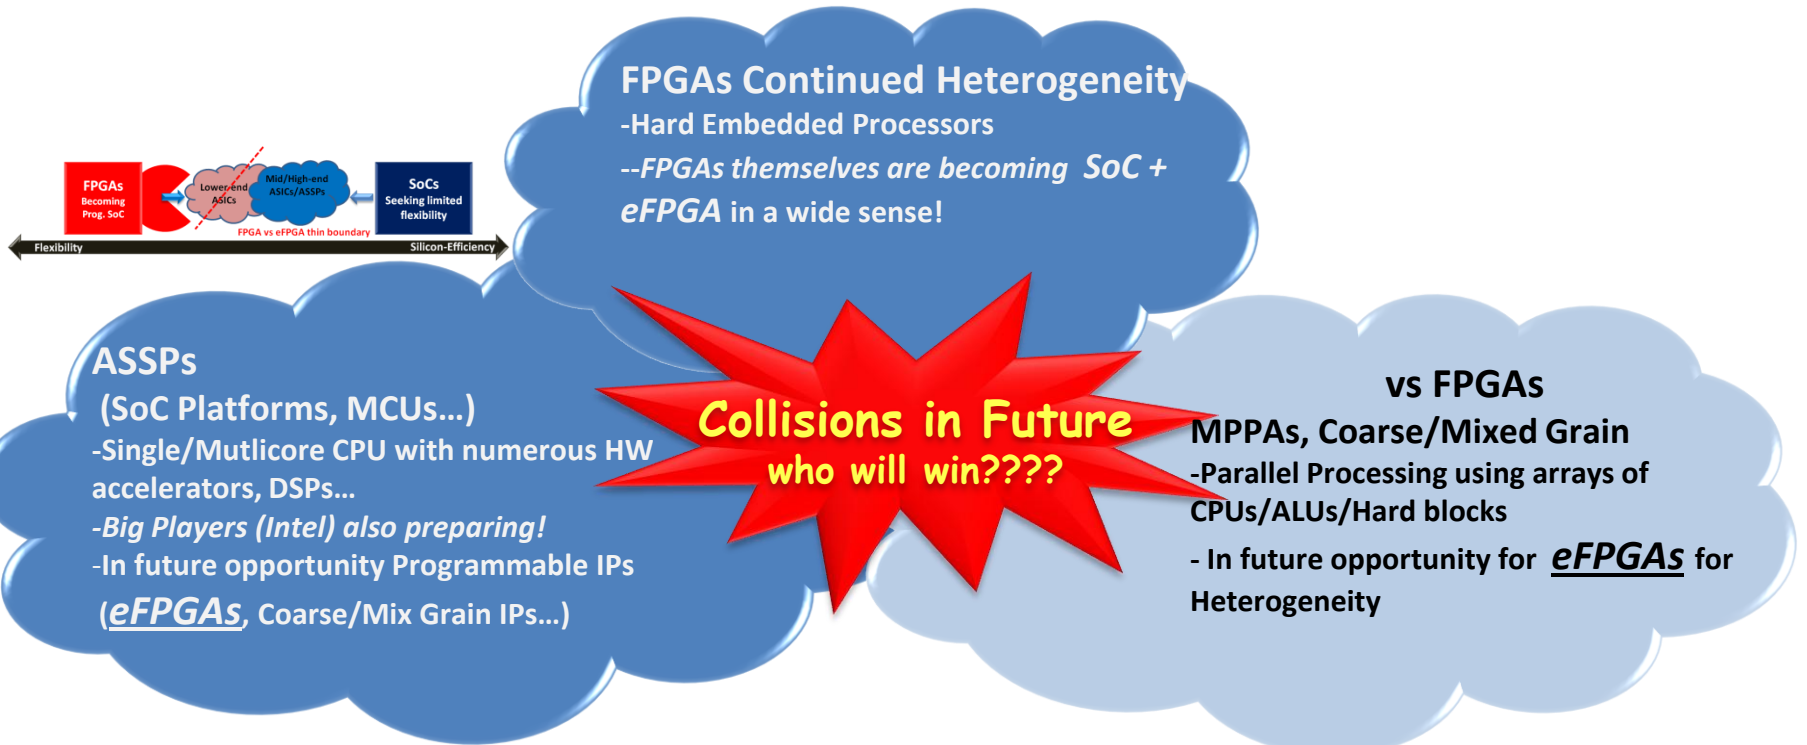 FPGAs Continued Heterogeneity
-Hard Embedded Processors
--FPGAs themselves are becoming SoC +
eFPGA in a wide sense!
FPGAs
Becoming
Prog. SoC
Lower-end
ASICs
Mid/High-end
ASICs/ASSPs
SoCs
Seeking limited
flexibility
FPGA vs eFPGA thin boundary
Flexibility
Silicon-Efficiency
ASSPs
(SoC Platforms, MCUs...)
-Single/Mutlicore CPU with numerous HW
accelerators, DSPs...
-Big Players (Intel) also preparing!
-In future opportunity Programmable IPs
(eFPGAs, Coarse/Mix Grain IPs...)
Collisions in Future
who will win????
vs FPGAs
MPPAs, Coarse/Mixed Grain
-Parallel Processing using arrays of
CPUs/ALUs/Hard blocks
- In future opportunity for eFPGAs for
Heterogeneity